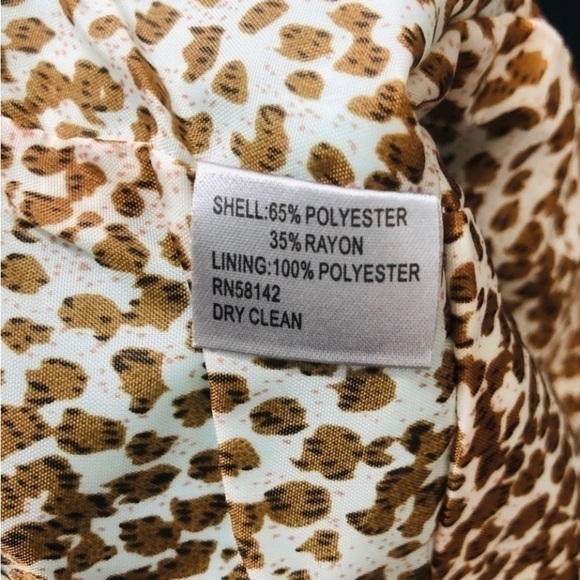 SHELL:65% POLYESTER
35% RAYON
LINING:100% POLYESTER
RN58142
DRY CLEAN